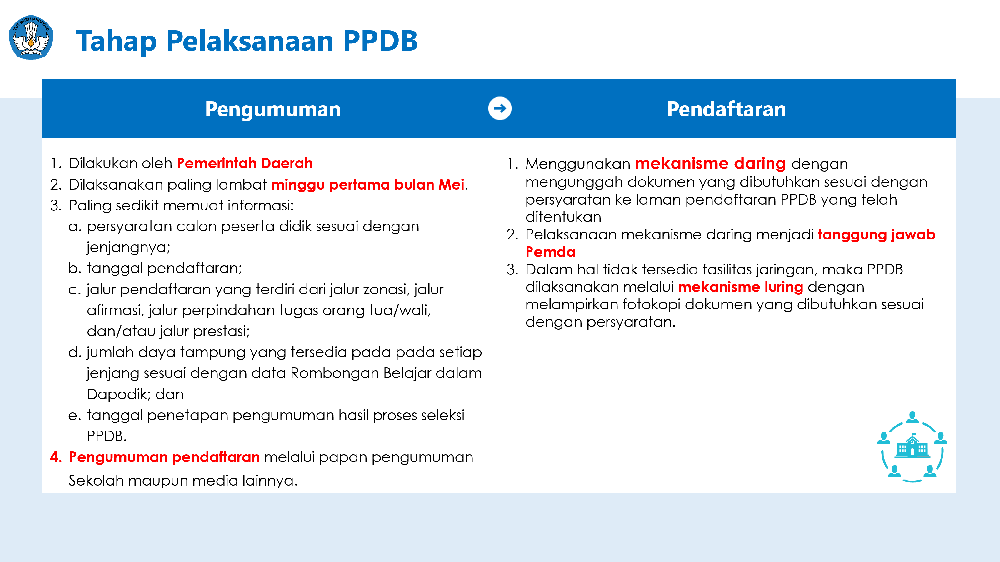 TUT WURI HANDAYANI
Tahap Pelaksanaan PPDB
Pengumuman
Pendaftaran
1. Dilakukan oleh Pemerintah Daerah
2. Dilaksanakan paling lambat minggu pertama bulan Mei.
3. Paling sedikit memuat informasi:
a. persyaratan calon peserta didik sesuai dengan
jenjangnya;
b. tanggal pendaftaran;
c. jalur pendaftaran yang terdiri dari jalur zonasi, jalur
afirmasi, jalur perpindahan tugas orang tua/wali,
dan/atau jalur prestasi;
d. jumlah daya tampung yang tersedia pada pada setiap
jenjang sesuai dengan data Rombongan Belajar dalam
Dapodik; dan
e. tanggal penetapan pengumuman hasil proses seleksi
PPDB.
4. Pengumuman pendaftaran melalui papan pengumuman
Sekolah maupun media lainnya.
1. Menggunakan mekanisme daring dengan
mengunggah dokumen yang dibutuhkan sesuai dengan
persyaratan ke laman pendaftaran PPDB yang telah
ditentukan
2. Pelaksanaan mekanisme daring menjadi tanggung jawab
Pemda
3. Dalam hal tidak tersedia fasilitas jaringan, maka PPDB
dilaksanakan melalui mekanisme luring dengan
melampirkan fotokopi dokumen yang dibutuhkan sesuai
dengan persyaratan.